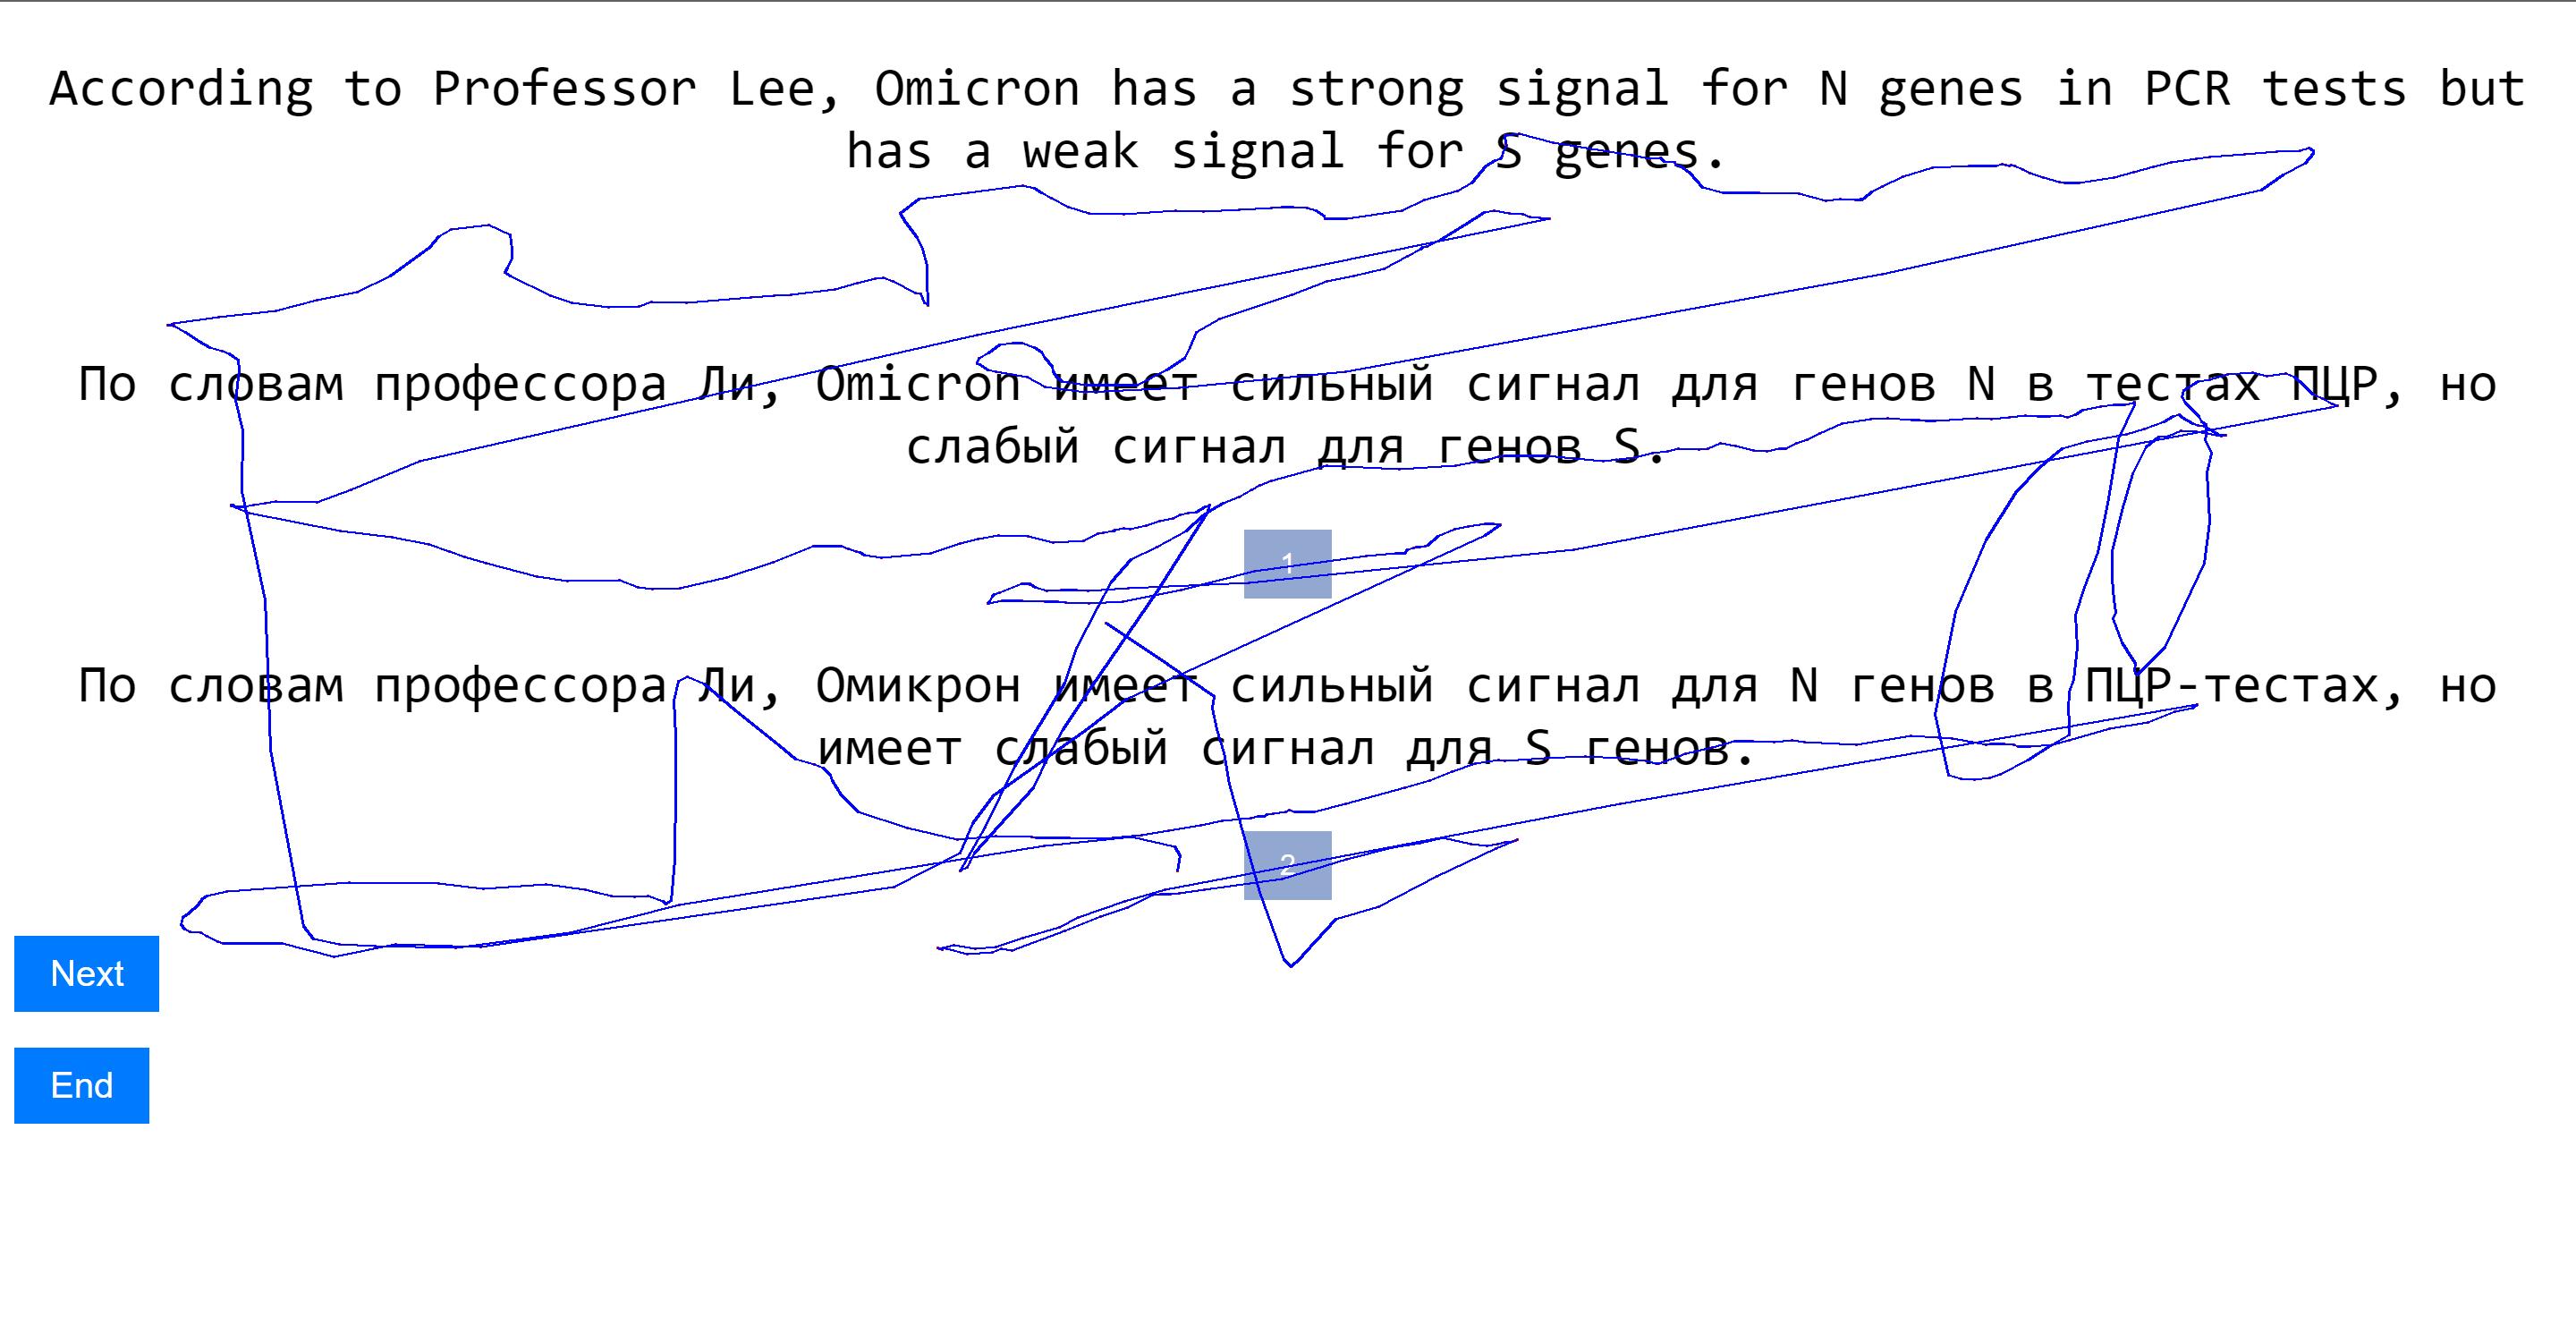 According to Professor Lee, Omicron has a strong signal for N genes in PCR tests but
has a weak signal for S genes.
По словам профессора Ли, Omicron имеет сильный сигнал для генов N в тестах ПЦР, но
слабый сигнал для генов S.
1
По словам профессора Ли, Омикрон имеет сильный сигнал для N генов в ПЦР-тестах, но
имеет слабый сигнал для S генов.
2
Next
End